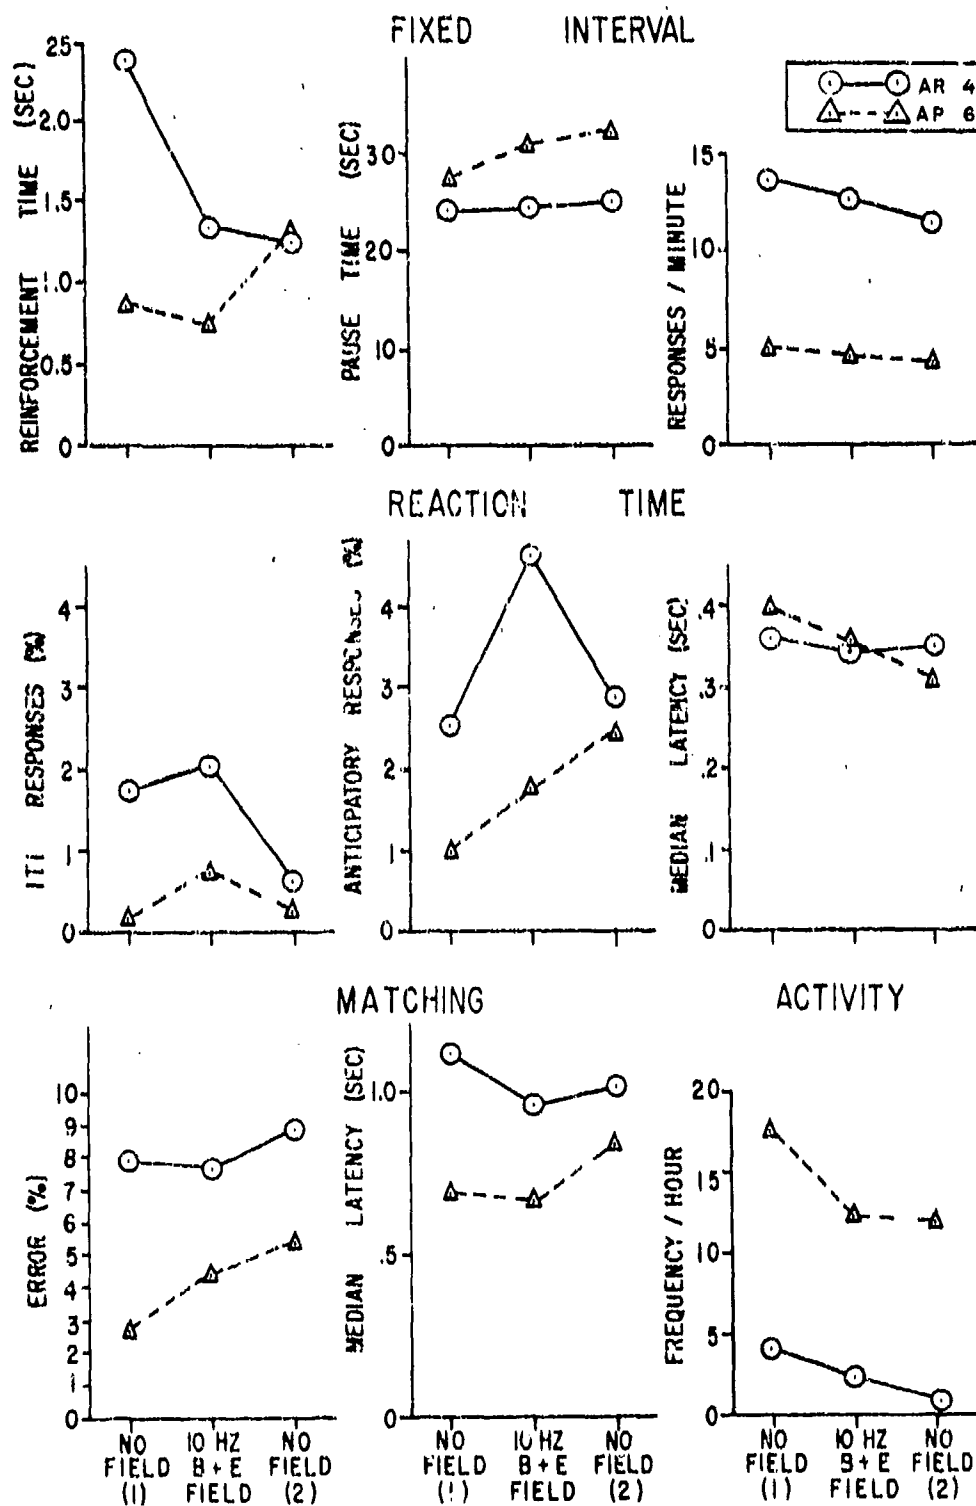 FIXED INTERVAL
AR 4
AP 6
REINFORCEMENT TIME (SEC)
2.5
2.0
1.5
1.0
0.5
0
PAUSE TIME (SEC)
30
20
10
0
RESPONSES / MINUTE
15
10
5
0
REACTION TIME
ITI RESPONSES (%)
4
3
2
1
0
ANTICIPATORY RESPONSES (%)
4
3
2
1
0
MEDIAN LATENCY (SEC)
.4
.3
.2
.1
0
MATCHING
ACTIVITY
ERROR (%)
10
9
8
7
6
5
4
3
2
1
0
MEDIAN LATENCY (SEC)
1.0
.5
0
FREQUENCY / HOUR
20
15
10
5
0
NO FIELD (1)
10 HZ B + E FIELD
NO FIELD (2)
NO FIELD (1)
10 HZ B + E FIELD
NO FIELD (2)
NO FIELD (1)
10 HZ B + E FIELD
NO FIELD (2)